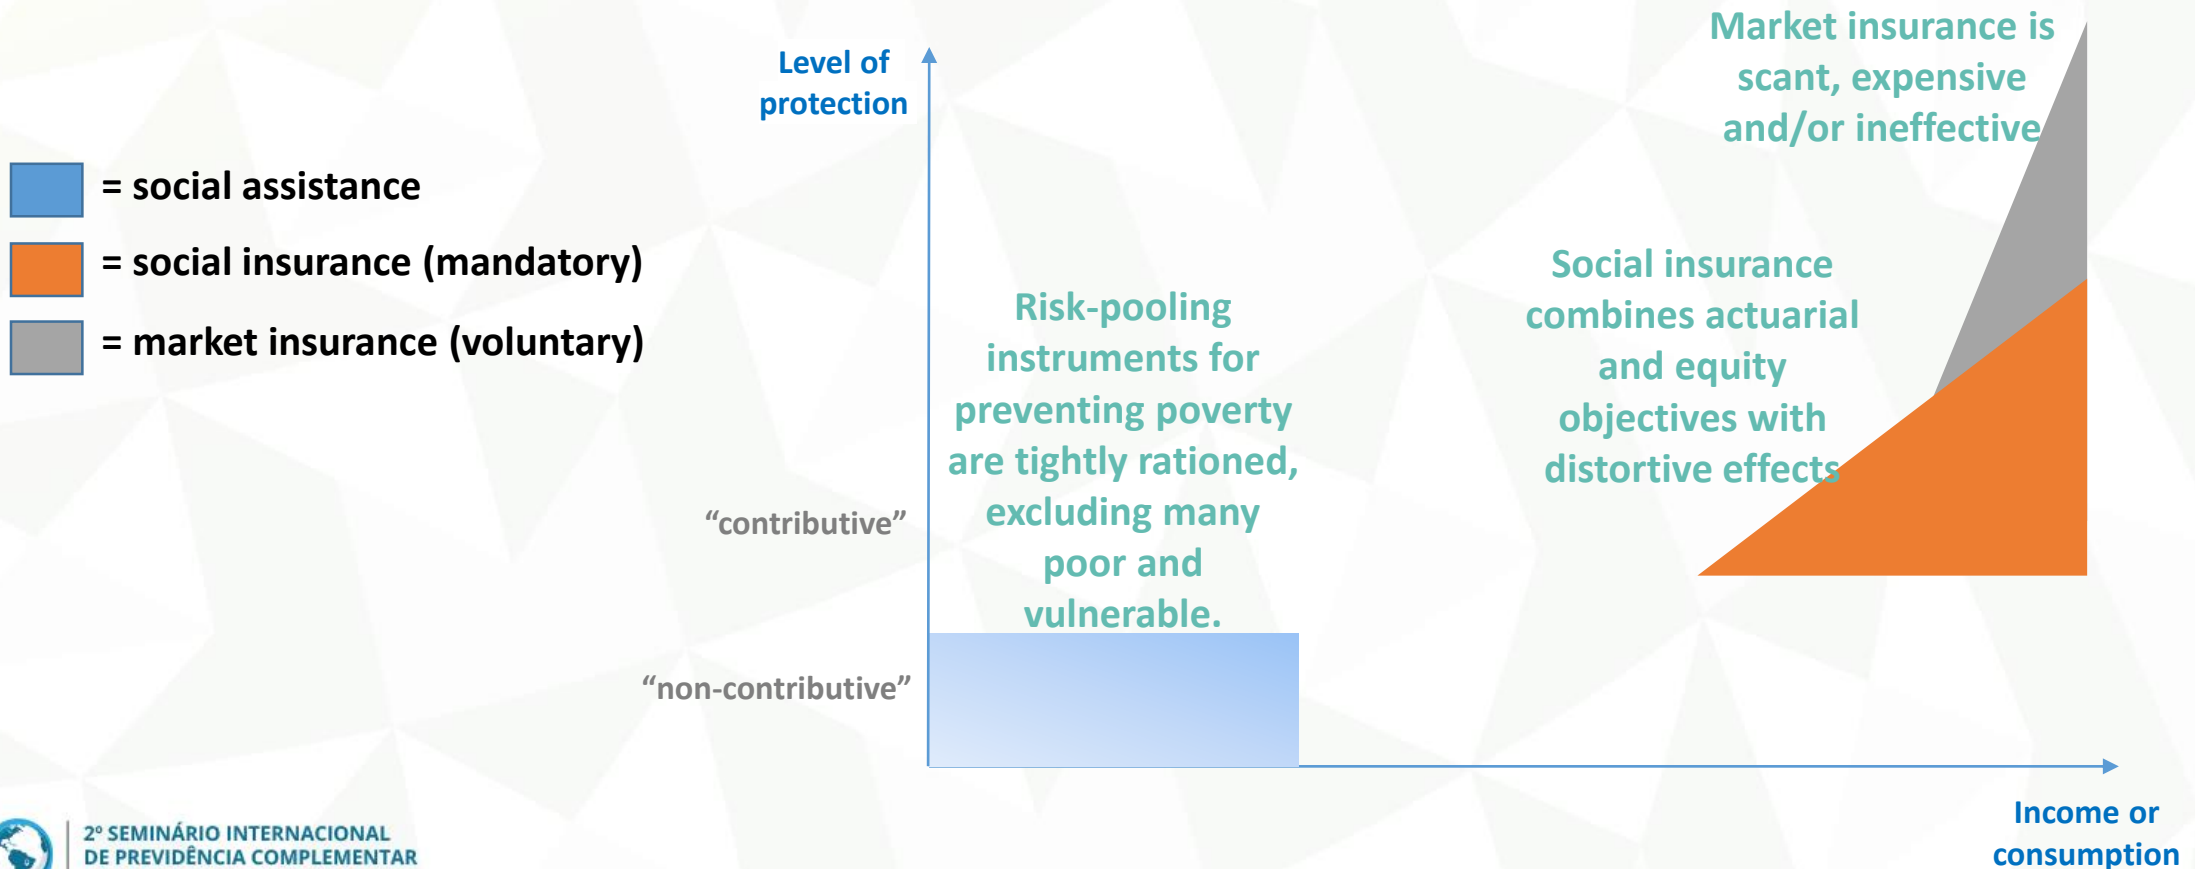 Level of
protection
= social assistance
= social insurance (mandatory)
= market insurance (voluntary)
Market insurance is
scant, expensive
and/or ineffective
Social insurance
combines actuarial
and equity
objectives with
distortive effects
Risk-pooling
instruments for
preventing poverty
are tightly rationed,
excluding many
poor and
vulnerable.
“contributive”
“non-contributive”
Income or
consumption
2º SEMINÁRIO INTERNACIONAL
DE PREVIDÊNCIA COMPLEMENTAR